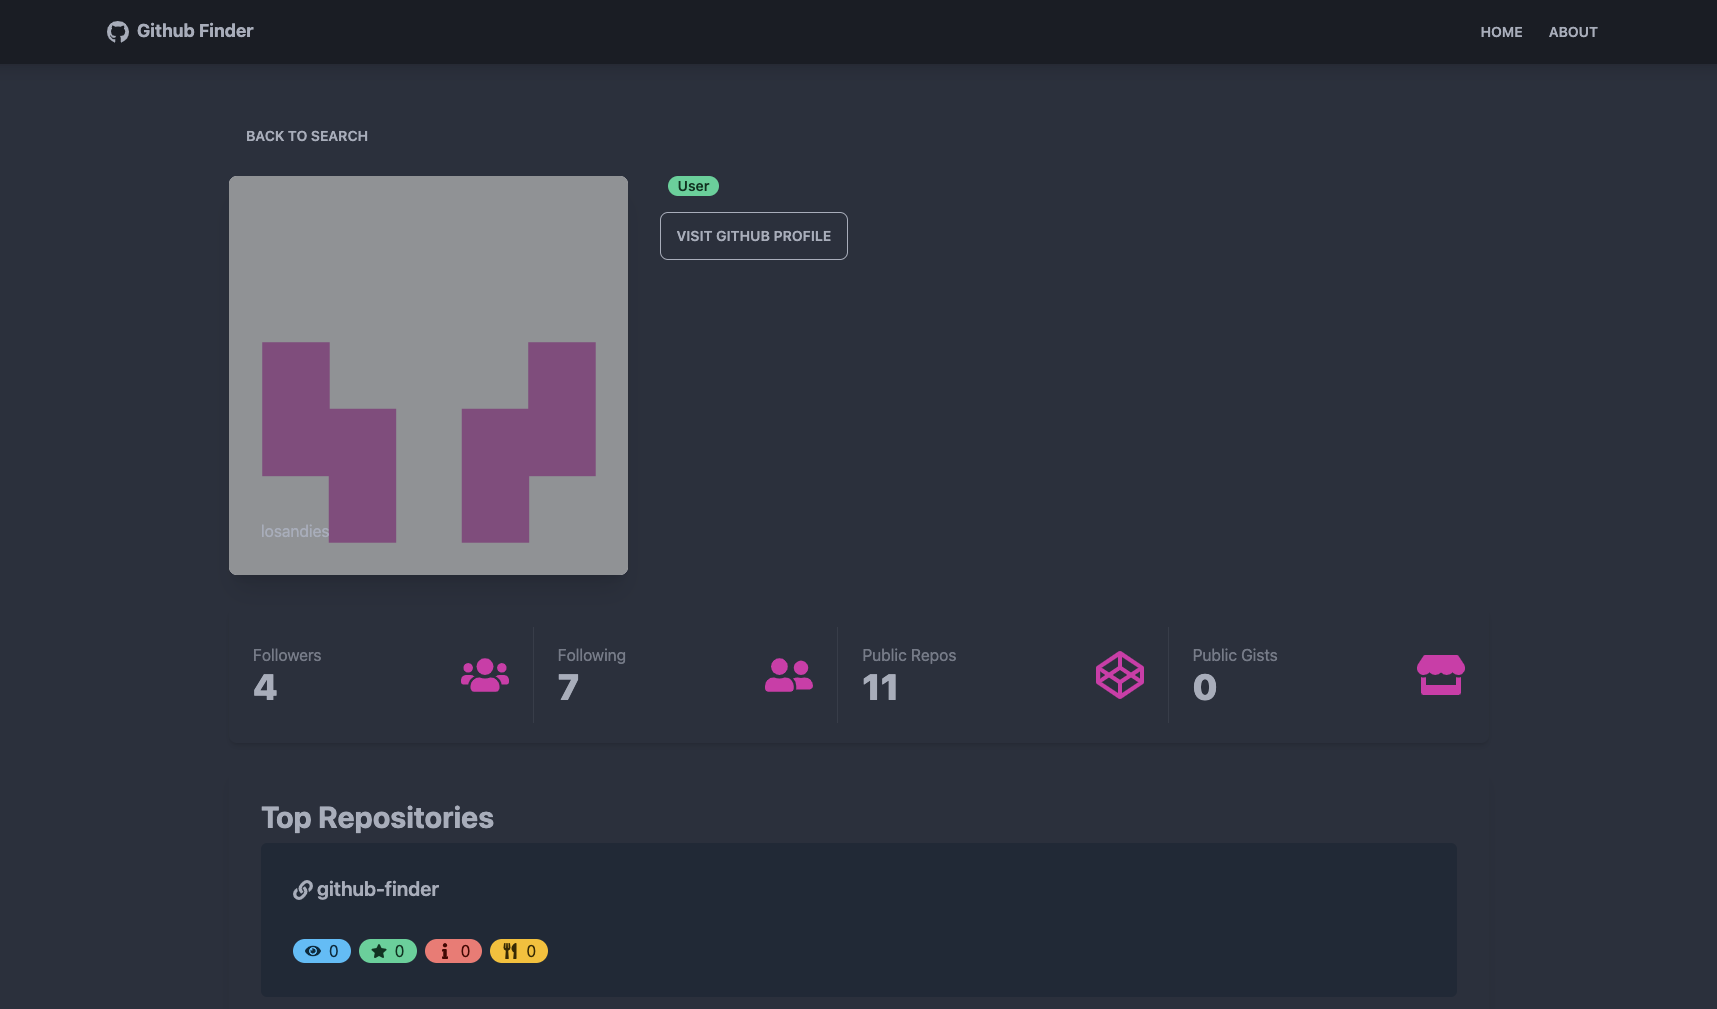 Github Finder
HOME
ABOUT
BACK TO SEARCH
User
VISIT GITHUB PROFILE
losandies
Followers
4
Following
7
Public Repos
11
Public Gists
0
Top Repositories
github-finder
0
0
0
0